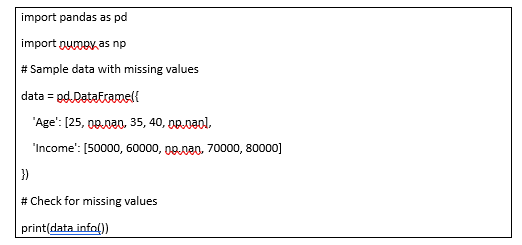 import pandas as pd
import numpy as np
# Sample data with missing values
data = pd.DataFrame({
'Age': [25, np.nan, 35, 40, np.nan],
'Income': [50000, 60000, np.nan, 70000, 80000]
})
# Check for missing values
print(data.info())